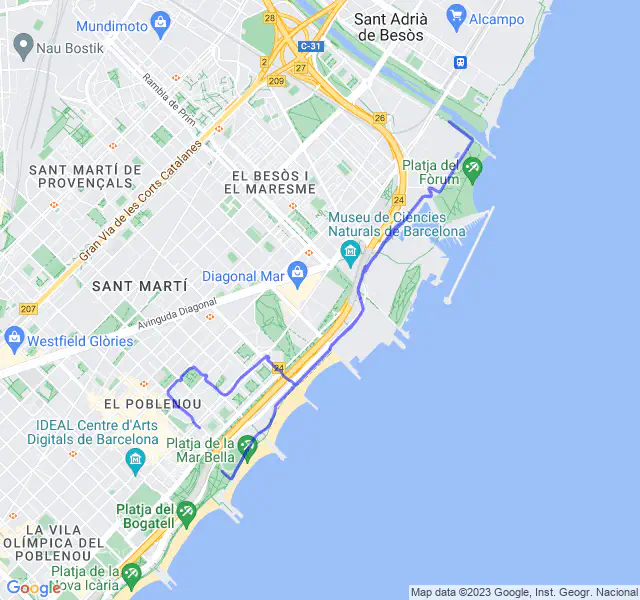 Sant Adrià
de Besòs
Alcampo
Mundimoto
28
C-31
Nau Bostik
2
27
209
Rambla de Prim
26
SANT MARTÍ DE
PROVENÇALS
EL BESÒS I
EL MARESME
Platja del
Fòrum
24
Gran Via de les Corts Catalanes
Museu de Ciències
Naturals de Barcelona
Diagonal Mar
SANT MARTÍ
207
Avinguda Diagonal
Westfield Glòries
24
EL POBLENOU
IDEAL Centre d'Arts
Digitals de Barcelona
Platja de la
Mar Bella
Platja del
Bogatell
LA VILA
OLÍMPICA DEL
POBLENOU
Platja de la
Nova Icària
Google
Map data ©2023 Google, Inst. Geogr. Nacional